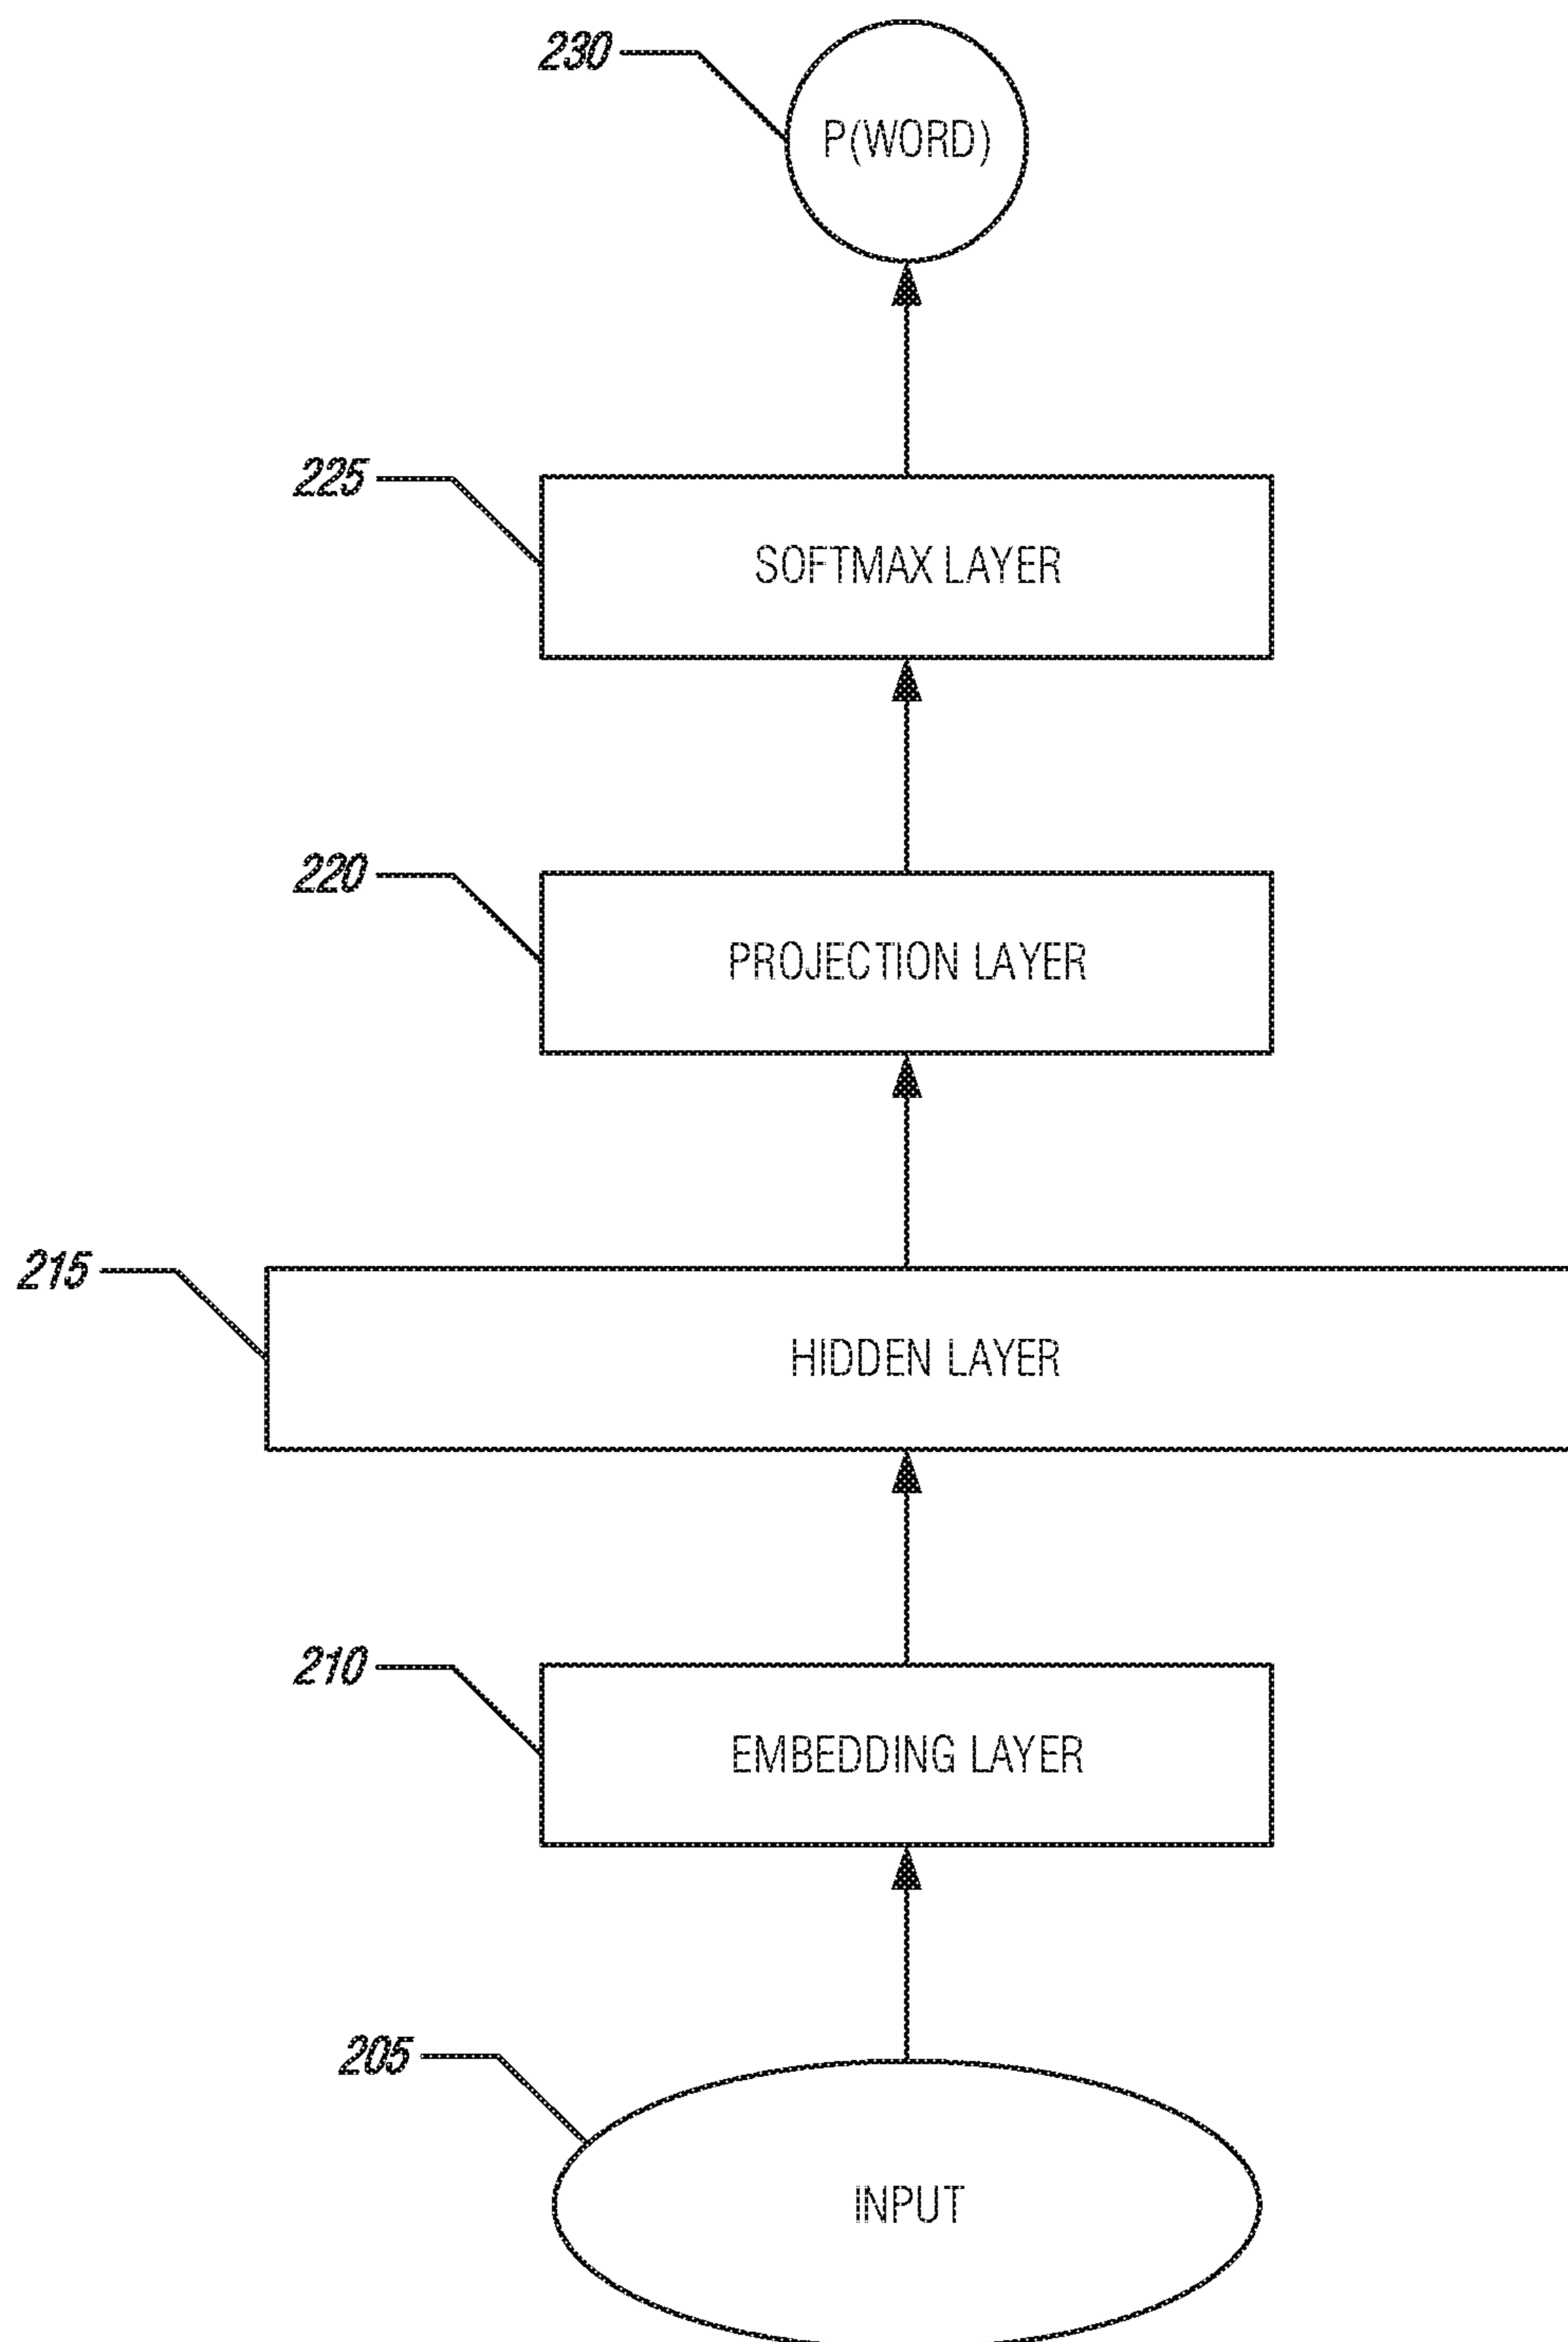 230
P(WORD)
225
SOFTMAX LAYER
220
PROJECTION LAYER
215
HIDDEN LAYER
210
EMBEDDING LAYER
205
INPUT